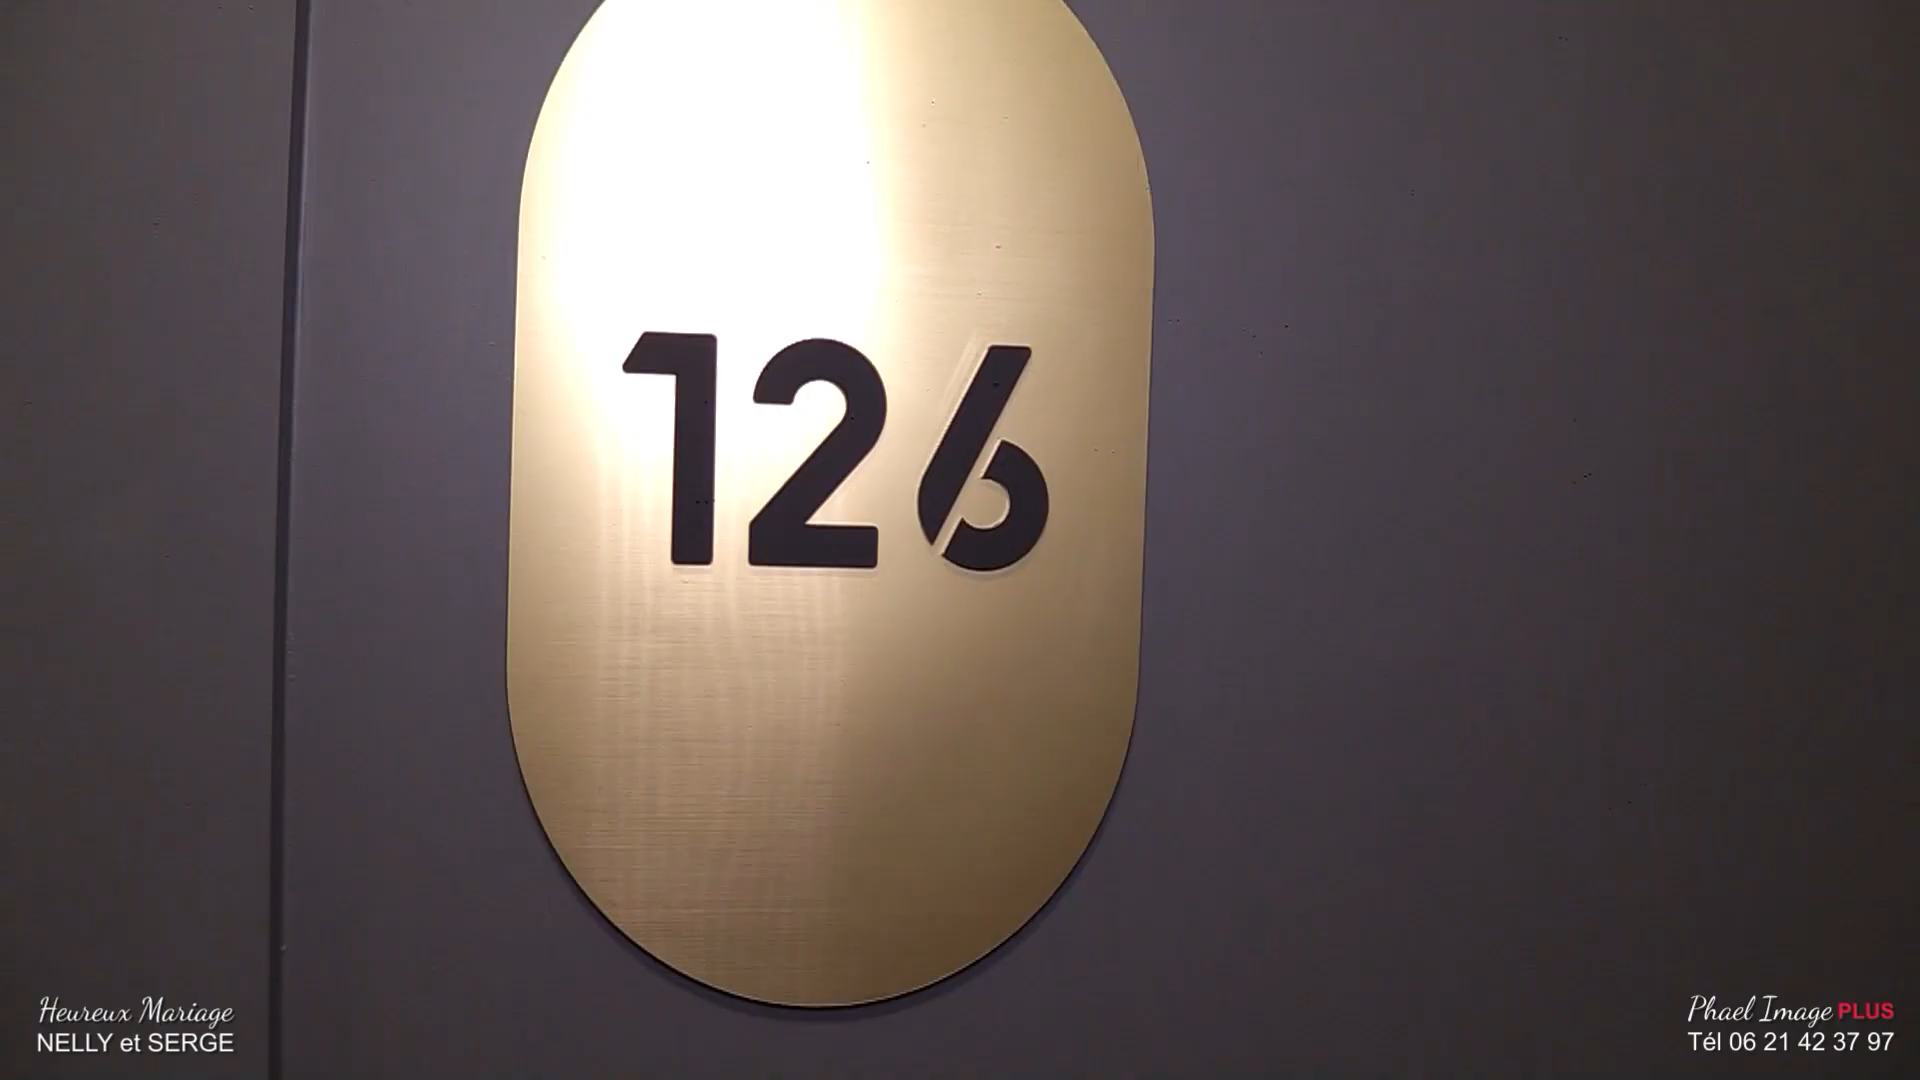 126
Heureux Mariage
NELLY et SERGE
Phael Image PLUS
Tél 06 21 42 37 97